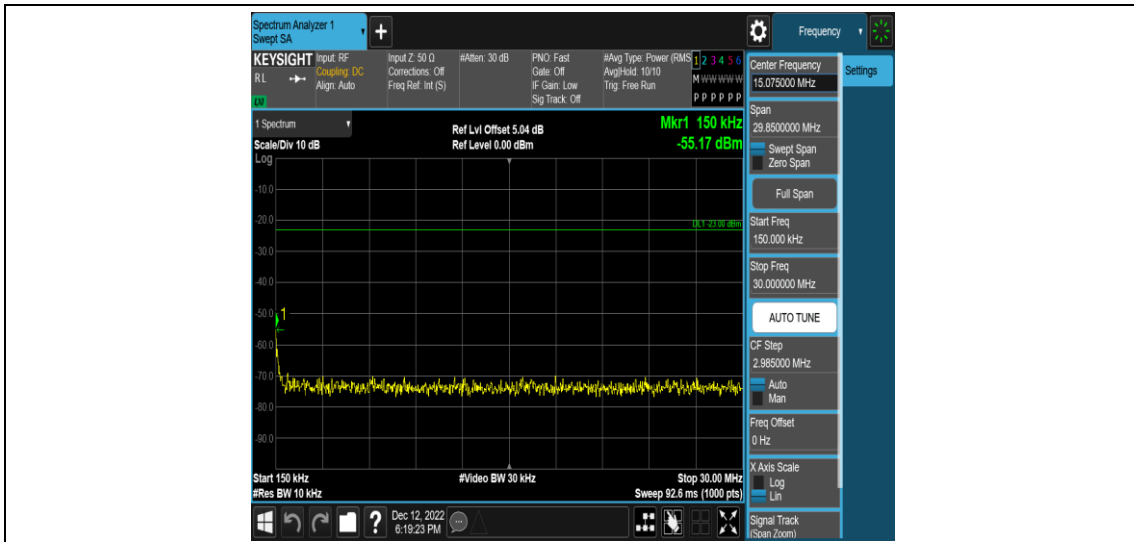 Spectrum Analyzer 1
Swept SA
+
Frequency
KEYSIGHT
RL
LXI
Input: RF
Coupling: DC
Align: Auto
Input Z: 50 Ω
Corrections: Off
Freq Ref: Int (S)
#Atten: 30 dB
PNO: Fast
Gate: Off
IF Gain: Low
Sig Track: Off
#Avg Type: Power (RMS
Avg|Hold: 10/10
Trig: Free Run
1 2 3 4 5 6
M W W W W W
P P P P P P
1 Spectrum
Scale/Div 10 dB
Log
Ref Lvl Offset 5.04 dB
Ref Level 0.00 dBm
Mkr1 150 kHz
-55.17 dBm
-10.0
-20.0
DL1 -23.00 dBm
-30.0
-40.0
-50.0
1
-60.0
-70.0
-80.0
-90.0
Start 150 kHz
#Video BW 30 kHz
Stop 30.00 MHz
#Res BW 10 kHz
Sweep 92.6 ms (1000 pts)
?
Dec 12, 2022
6:19:23 PM
Center Frequency
15.075000 MHz
Settings
Span
29.8500000 MHz
Swept Span
Zero Span
Full Span
Start Freq
150.000 kHz
Stop Freq
30.000000 MHz
AUTO TUNE
CF Step
2.985000 MHz
Auto
Man
Freq Offset
0 Hz
X Axis Scale
Log
Lin
Signal Track
(Span Zoom)